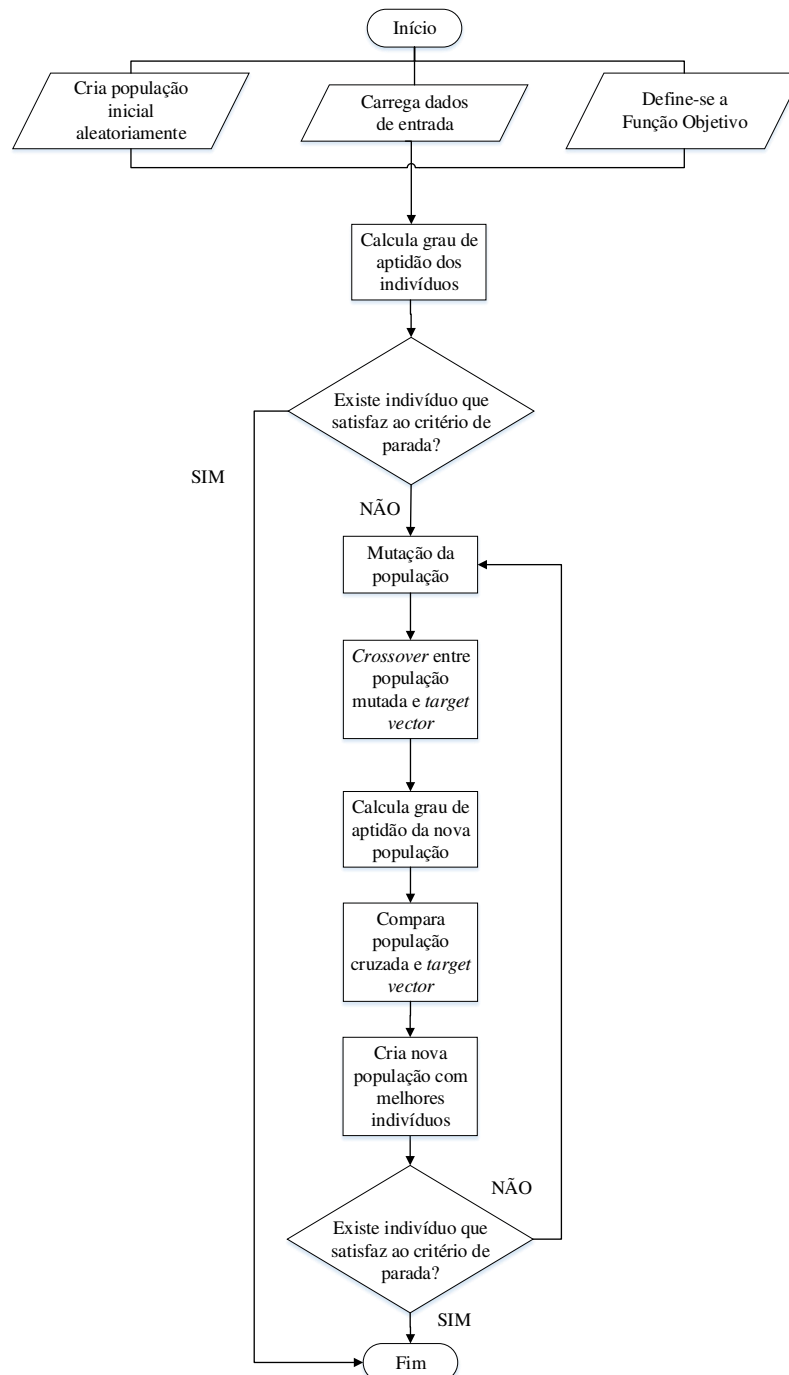 Início
Cria população
inicial
aleatoriamente
Carrega dados
de entrada
Define-se a
Função Objetivo
Calcula grau de
aptidão dos
indivíduos
Existe indivíduo que
satisfaz ao critério de
parada?
SIM
NÃO
Mutação da
população
Crossover entre
população
mutada e target
vector
Calcula grau de
aptidão da nova
população
Compara
população
cruzada e target
vector
Cria nova
população com
melhores
indivíduos
NÃO
Existe indivíduo que
satisfaz ao critério de
parada?
SIM
Fim